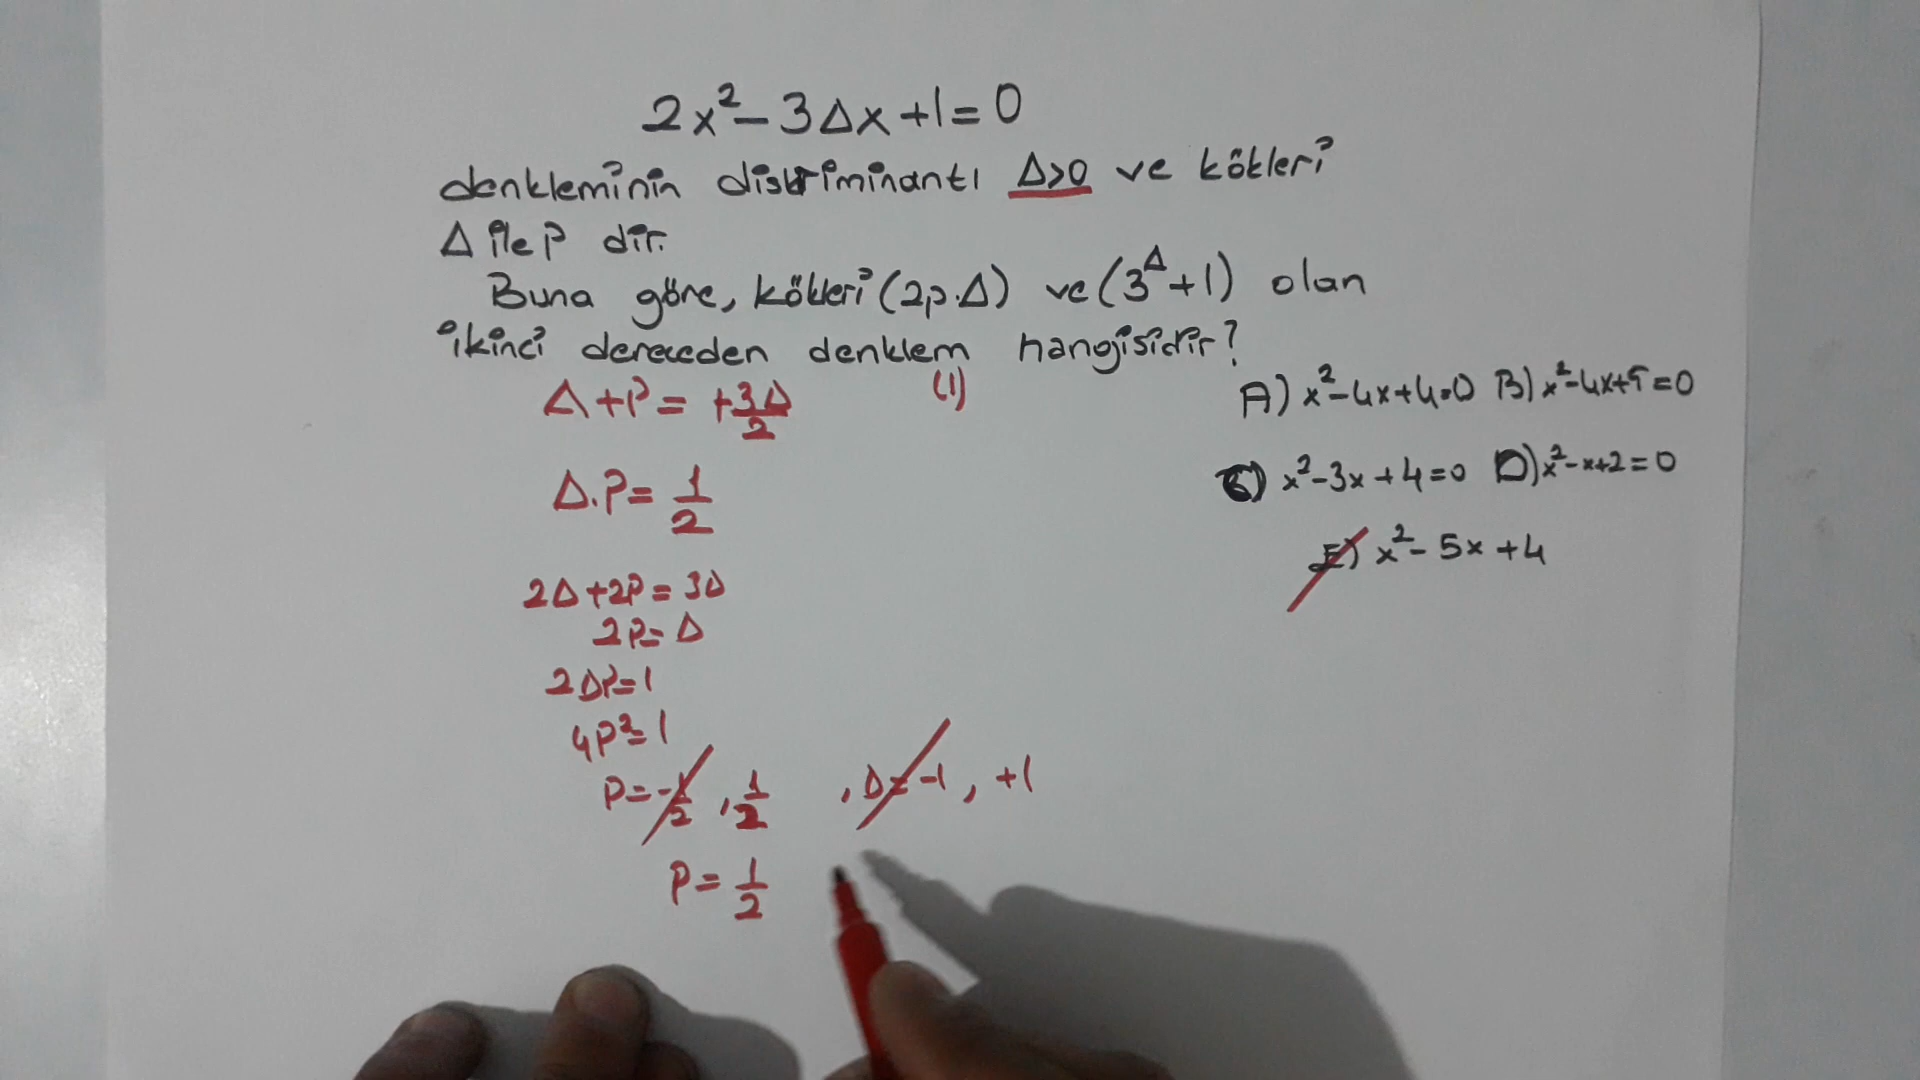 2x²-3Δx+1=0
denkleminin diskriminantı Δ>0 ve kökleri
Δ ile P dir.
Buna göre, kökleri (2p.Δ) ve (3^Δ+1) olan
ikinci dereceden denklem hangisidir?
(1)
A) x²-4x+4=0 B) x²-4x+5=0
C) x²-3x+4=0 D) x²-x+2=0
E) x²-5x+4
Δ+P = +3Δ/2
Δ.P = 1/2
2Δ+2P = 3Δ
2P = Δ
2ΔP=1
4P²=1
P=-1/2, 1/2 , Δ=-1, +1
P = 1/2